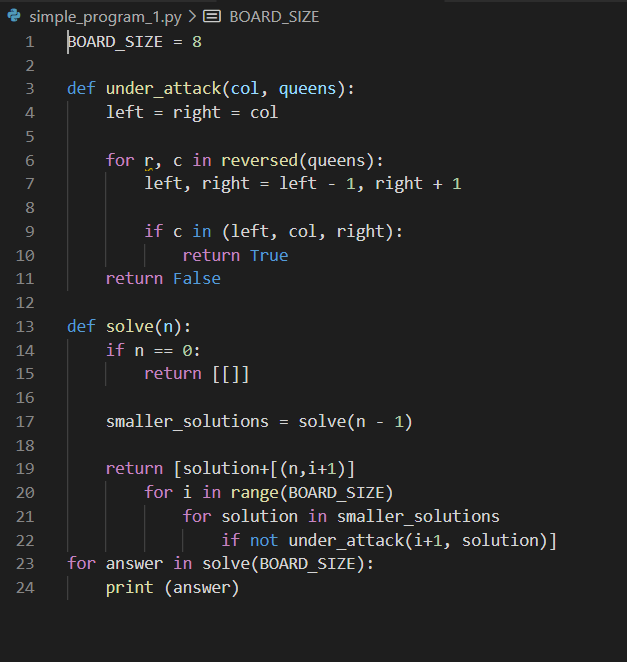 simple_program_1.py > BOARD_SIZE
1 BOARD_SIZE = 8
2
3 def under_attack(col, queens):
4     left = right = col
5
6     for r, c in reversed(queens):
7         left, right = left - 1, right + 1
8
9         if c in (left, col, right):
10             return True
11     return False
12
13 def solve(n):
14     if n == 0:
15         return [[]]
16
17     smaller_solutions = solve(n - 1)
18
19     return [solution+[(n,i+1)]
20         for i in range(BOARD_SIZE)
21             for solution in smaller_solutions
22                 if not under_attack(i+1, solution)]
23 for answer in solve(BOARD_SIZE):
24     print (answer)